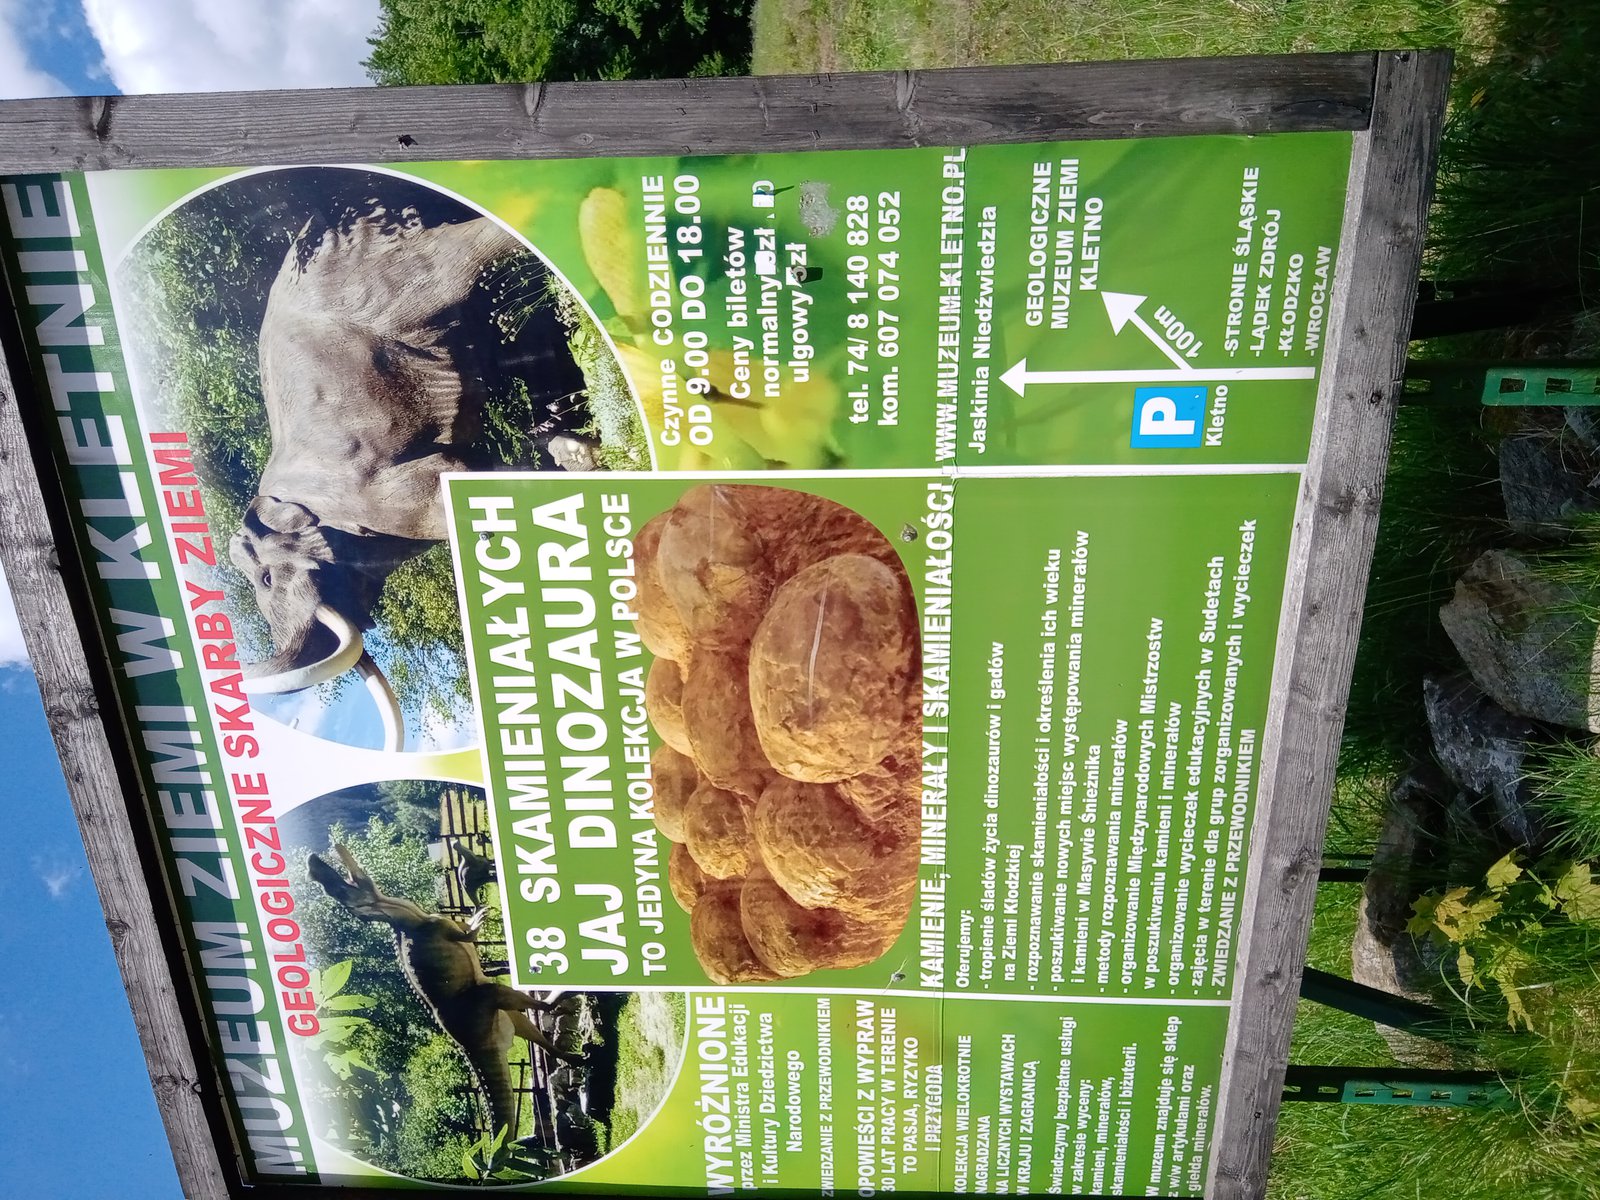 MUZEUM ZIEMI W KLETNIE
GEOLOGICZNE SKARBY ZIEMI
38 SKAMIENIAŁYCH
JAJ DINOZAURA
TO JEDYNA KOLEKCJA W POLSCE
WYRÓŻNIONE
przez Ministra Edukacji
i Kultury Dziedzictwa
Narodowego
ZWIEDZANIE Z PRZEWODNIKIEM
OPOWIEŚCI Z WYPRAW
30 LAT PRACY W TERENIE
TO PASJA, RYZYKO
I PRZYGODA
KOLEKCJA WIELOKROTNIE
NAGRADZANA
NA LICZNYCH WYSTAWACH
W KRAJU I ZAGRANICĄ
Świadczymy bezpłatne usługi
w zakresie wyceny:
kamieni, minerałów,
skamieniałości i biżuterii.
W muzeum znajduje się sklep
z w/w artykułami oraz
- giełda minerałów.
KAMIENIE, MINERAŁY I SKAMIENIAŁOŚCI
Oferujemy:
- tropienie śladów życia dinozaurów i gadów
na Ziemi Kłodzkiej
- rozpoznawanie skamieniałości i określenia ich wieku
- poszukiwanie nowych miejsc występowania minerałów
i kamieni w Masywie Śnieżnika
- metody rozpoznawania minerałów
- organizowanie Międzynarodowych Mistrzostw
w poszukiwaniu kamieni i minerałów
- organizowanie wycieczek edukacyjnych w Sudetach
- zajęcia w terenie dla grup zorganizowanych i wycieczek
- ZWIEDZANIE Z PRZEWODNIKIEM
Czynne CODZIENNIE
OD 9.00 DO 18.00
Ceny biletów
normalny zł
ulgowy zł
tel. 74/ 8 140 828
kom. 607 074 052
WWW.MUZEUM-KLETNO.PL
Jaskinia Niedźwiedzia
GEOLOGICZNE
MUZEUM ZIEMI
KLETNO
100m
P
Kletno
-STRONIE ŚLĄSKIE
-LĄDEK ZDRÓJ
-KŁODZKO
-WROCŁAW